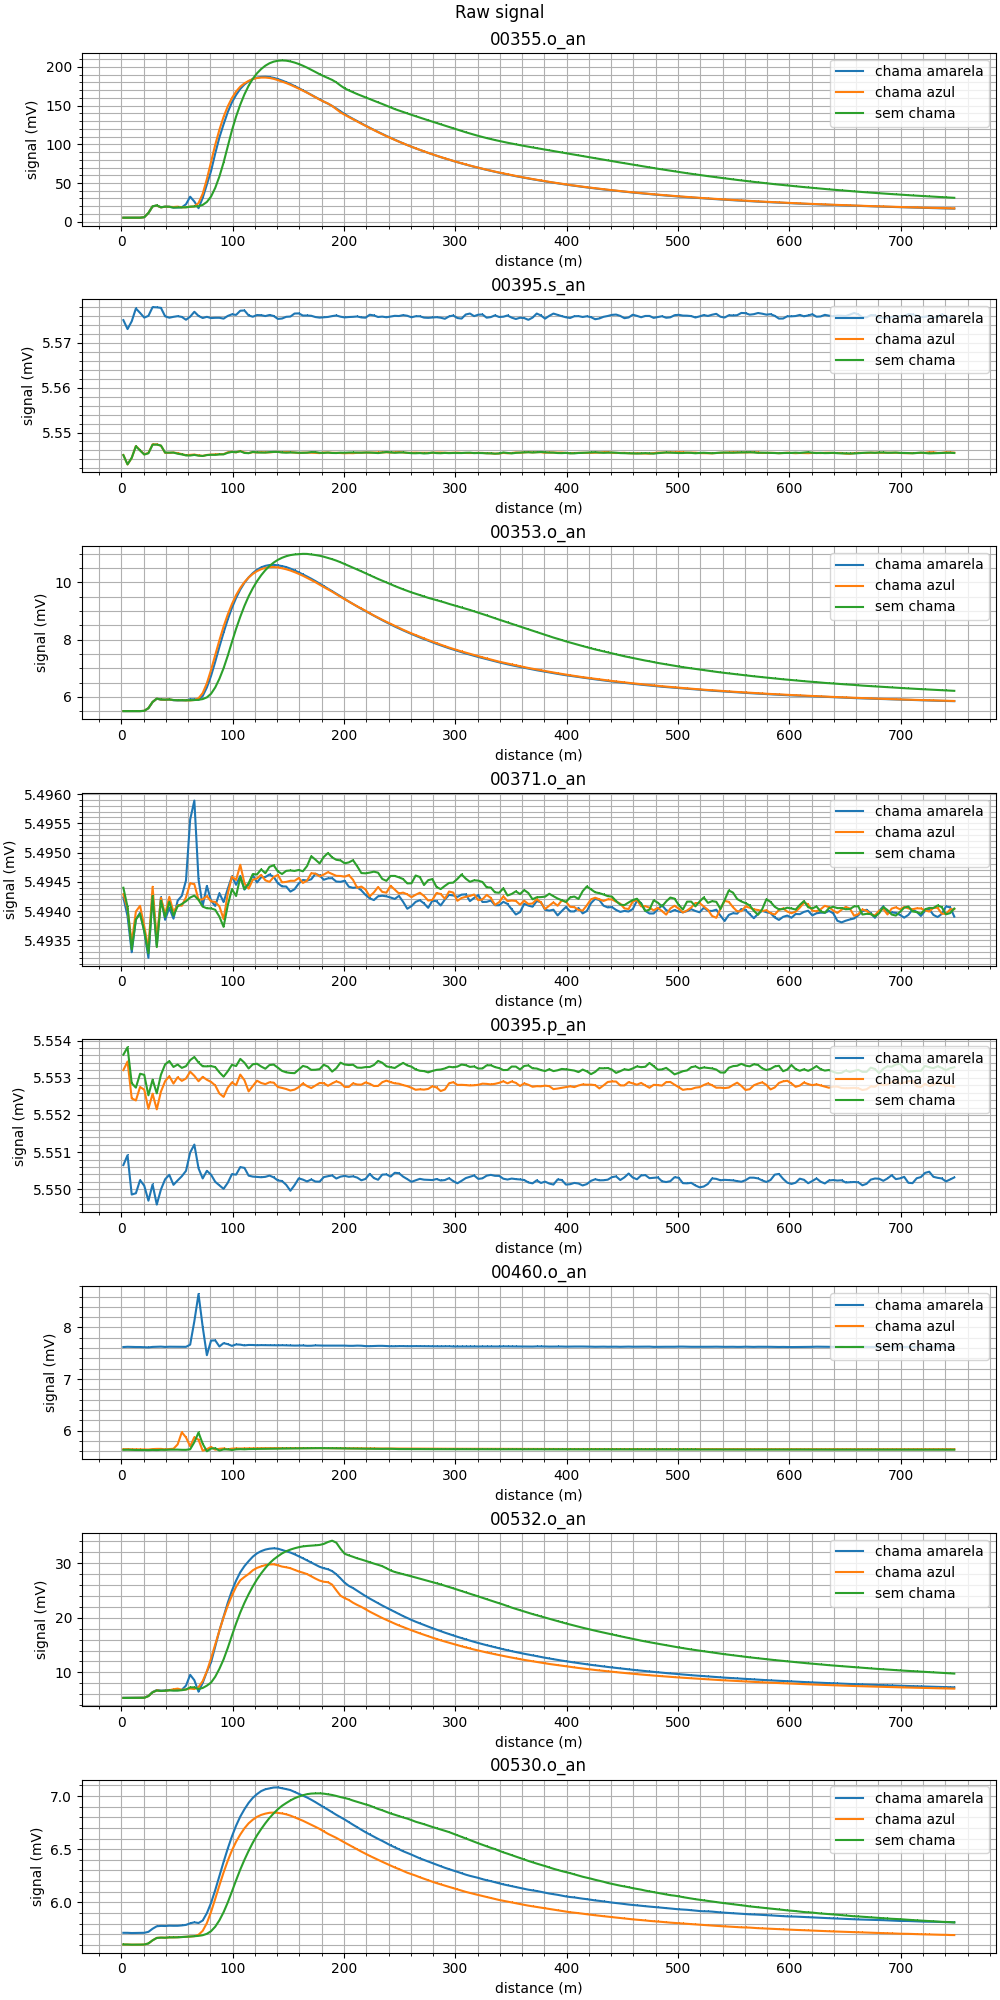 Raw signal
00355.o_an
signal (mV)
200
150
100
50
0
chama amarela
chama azul
sem chama
0 100 200 300 400 500 600 700
distance (m)
00395.s_an
signal (mV)
5.57
5.56
5.55
chama amarela
chama azul
sem chama
0 100 200 300 400 500 600 700
distance (m)
00353.o_an
signal (mV)
10
8
6
chama amarela
chama azul
sem chama
0 100 200 300 400 500 600 700
distance (m)
00371.o_an
signal (mV)
5.4960
5.4955
5.4950
5.4945
5.4940
5.4935
chama amarela
chama azul
sem chama
0 100 200 300 400 500 600 700
distance (m)
00395.p_an
signal (mV)
5.554
5.553
5.552
5.551
5.550
chama amarela
chama azul
sem chama
0 100 200 300 400 500 600 700
distance (m)
00460.o_an
signal (mV)
8
7
6
chama amarela
chama azul
sem chama
0 100 200 300 400 500 600 700
distance (m)
00532.o_an
signal (mV)
30
20
10
chama amarela
chama azul
sem chama
0 100 200 300 400 500 600 700
distance (m)
00530.o_an
signal (mV)
7.0
6.5
6.0
chama amarela
chama azul
sem chama
0 100 200 300 400 500 600 700
distance (m)